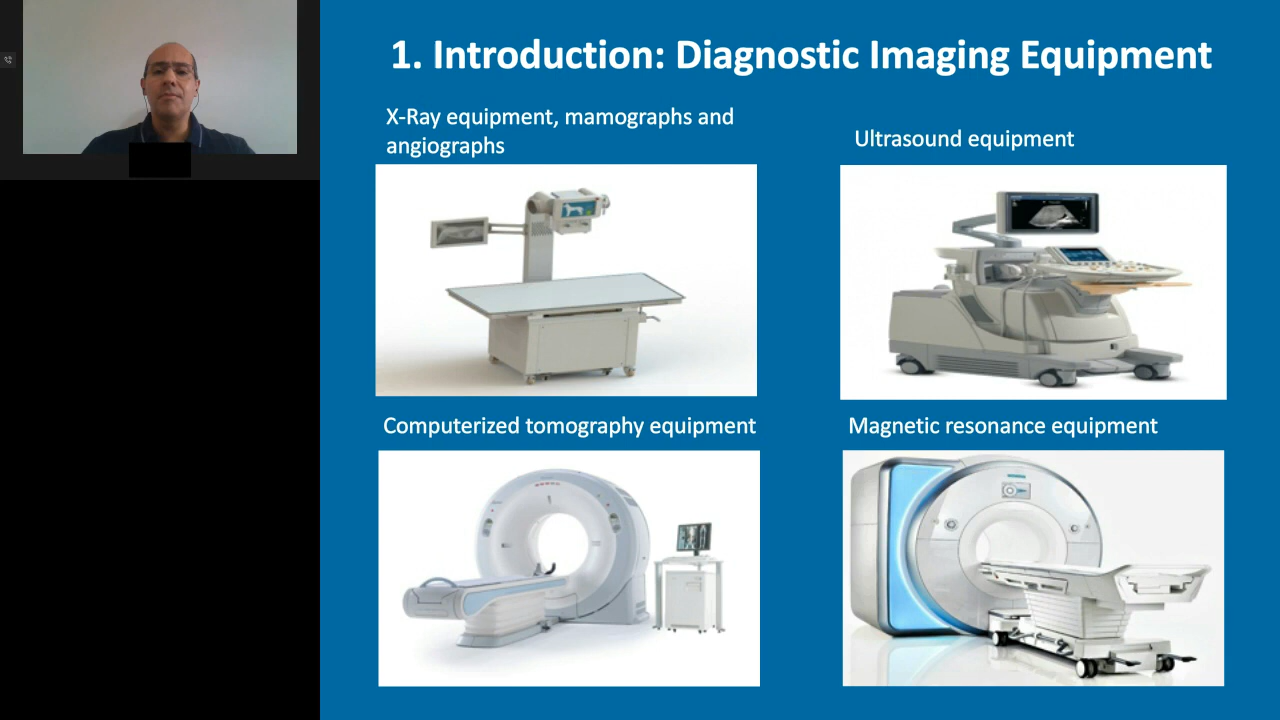 1. Introduction: Diagnostic Imaging Equipment
X-Ray equipment, mamographs and
angiographs
Ultrasound equipment
Computerized tomography equipment
Magnetic resonance equipment